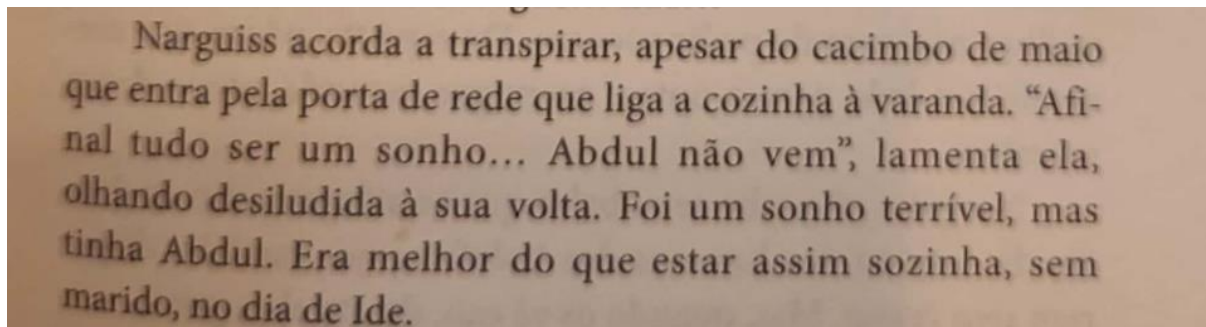 Narguiss acorda a transpirar, apesar do cacimbo de maio
que entra pela porta de rede que liga a cozinha à varanda. “Afi-
nal tudo ser um sonho... Abdul não vem”, lamenta ela,
olhando desiludida à sua volta. Foi um sonho terrível, mas
tinha Abdul. Era melhor do que estar assim sozinha, sem
marido, no dia de Ide.